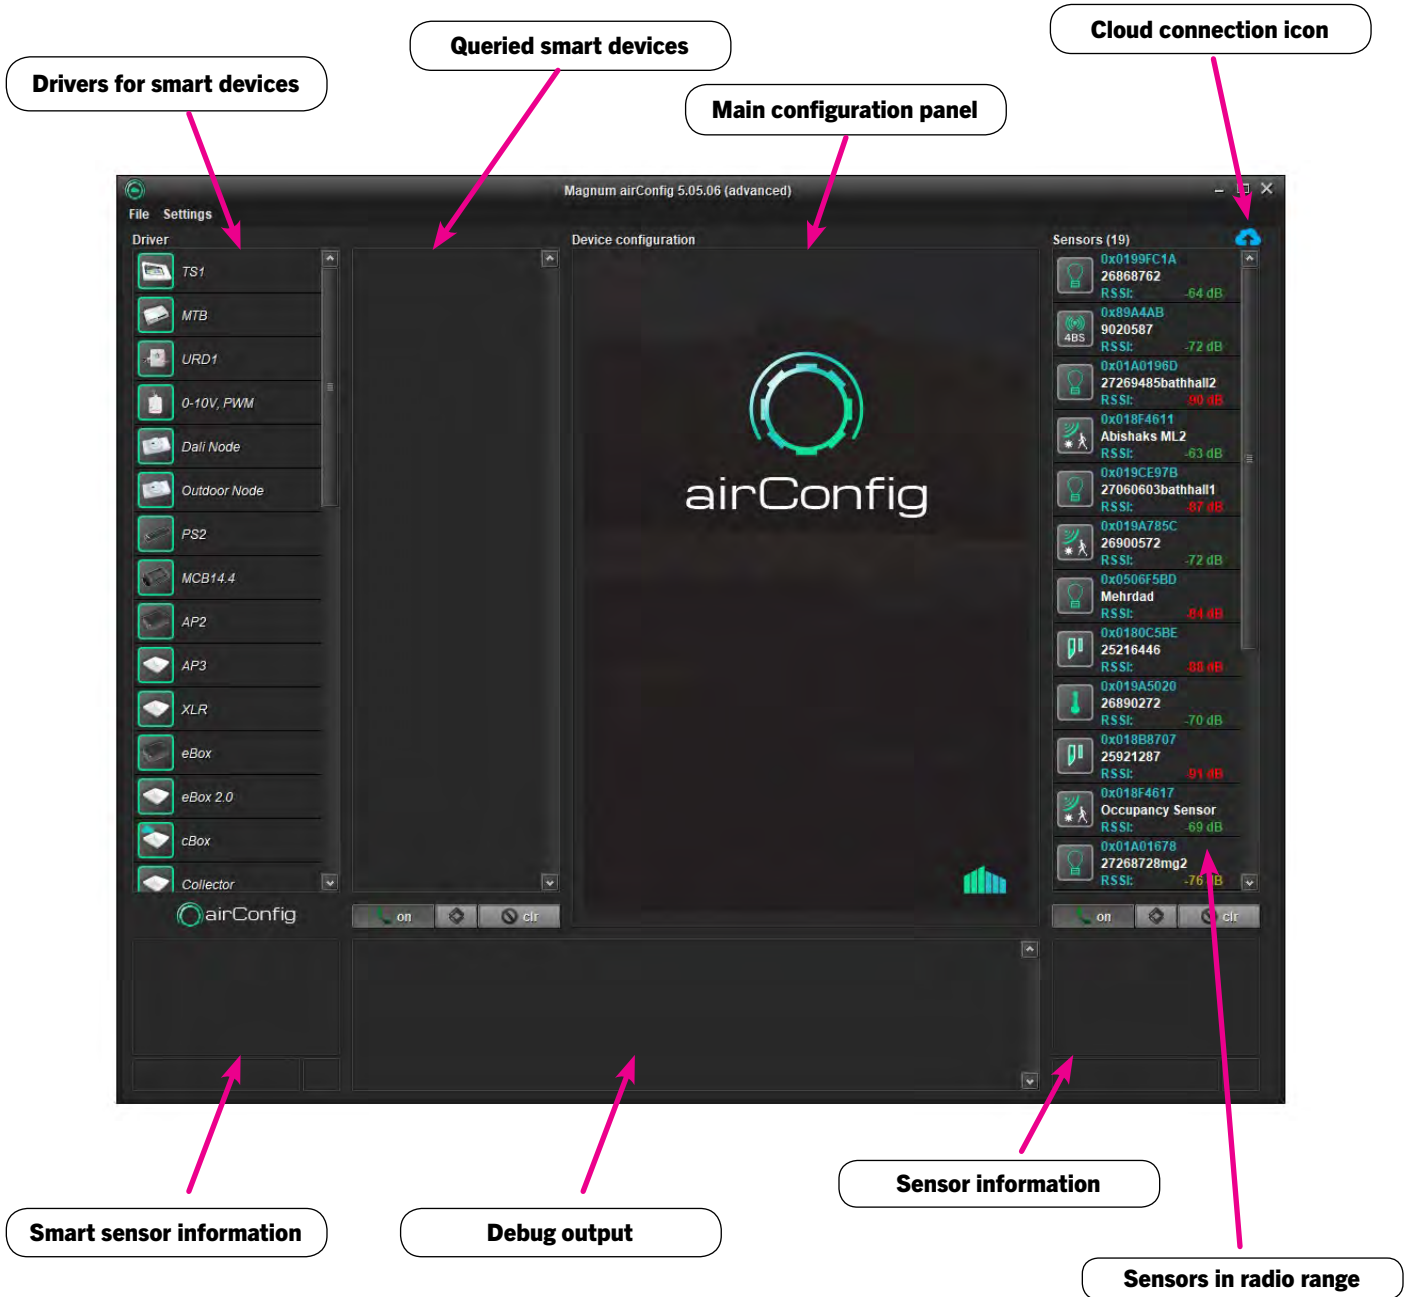 Cloud connection icon
Queried smart devices
Drivers for smart devices
Main configuration panel
Magnum airConfig 5.05.06 (advanced)
File Settings
Driver
Device configuration
Sensors (19)
TS1
MTB
URD1
0-10V, PWM
Dali Node
Outdoor Node
PS2
MCB14.4
AP2
AP3
XLR
eBox
eBox 2.0
cBox
Collector
airConfig
airConfig
on
clr
0x0199FC1A
26868762
RSSI: -64 dB
0x89A4AB
4BS
9020587
RSSI: -72 dB
0x01A0196D
27269485bathhall2
RSSI: -90 dB
0x018F4611
Abishaks ML2
RSSI: -63 dB
0x019CE97B
27060603bathhall1
RSSI: -87 dB
0x019A785C
26900572
RSSI: -72 dB
0x0506F5BD
Mehrdad
RSSI: -84 dB
0x0180C5BE
25216446
RSSI: -88 dB
0x019A5020
26890272
RSSI: -70 dB
0x018B8707
25921287
RSSI: -91 dB
0x018F4617
Occupancy Sensor
RSSI: -69 dB
0x01A01678
27268728mg2
RSSI: -76 dB
on
clr
Sensor information
Smart sensor information
Debug output
Sensors in radio range